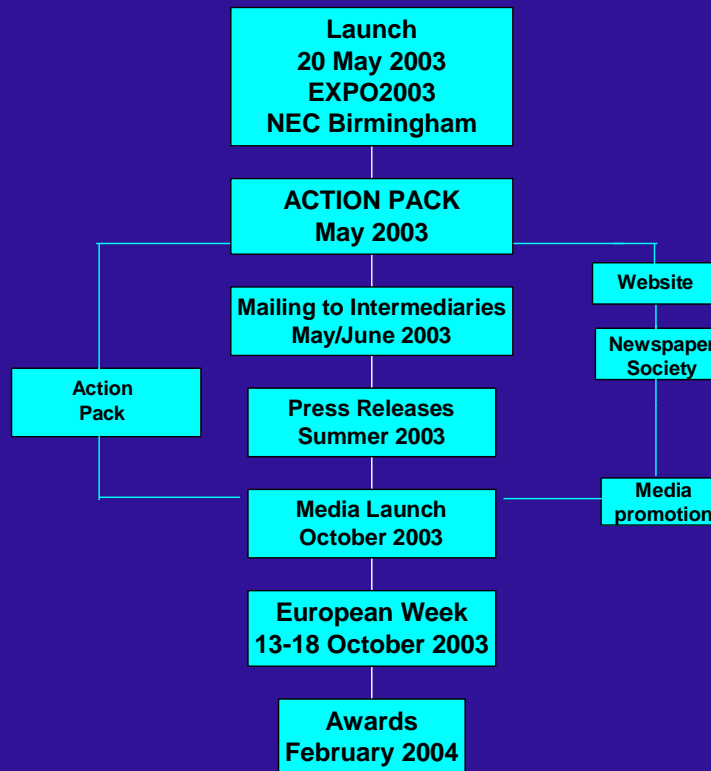 Launch
20 May 2003
EXPO2003
NEC Birmingham
ACTION PACK
May 2003
Website
Mailing to Intermediaries
May/June 2003
Newspaper
Society
Action
Pack
Press Releases
Summer 2003
Media Launch
October 2003
Media
promotion
European Week
13-18 October 2003
Awards
February 2004